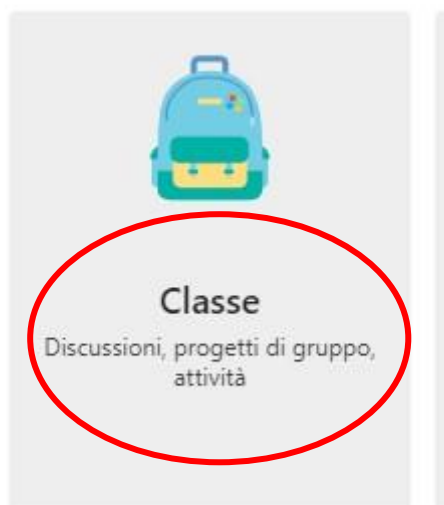 Classe
Discussioni, progetti di gruppo,
attività